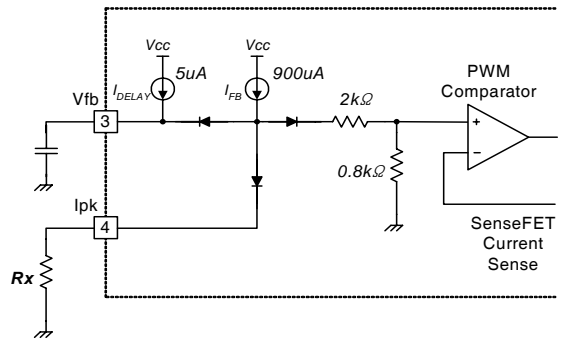 Vcc
Vcc
5uA
900uA
I_DELAY
I_FB
PWM
Comparator
Vfb
3
2kΩ
+
−
0.8kΩ
Ipk
4
SenseFET
Current
Sense
Rx